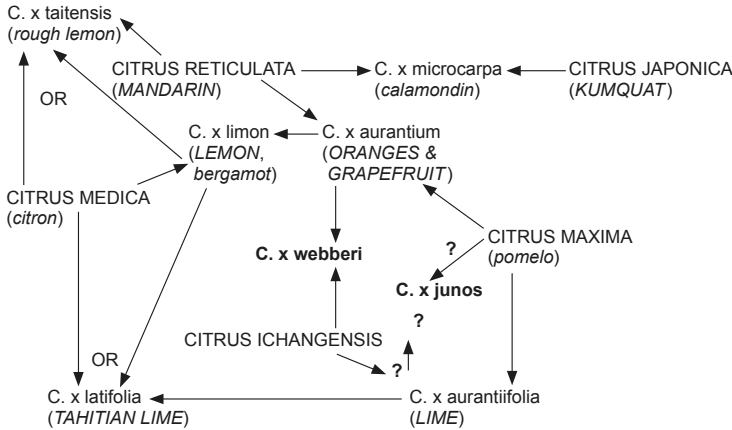 C. x taitensis
(rough lemon)
CITRUS RETICULATA
(MANDARIN)
C. x microcarpa
(calamondin)
CITRUS JAPONICA
(KUMQUAT)
OR
C. x limon
(LEMON,
bergamot)
C. x aurantium
(ORANGES &
GRAPEFRUIT)
CITRUS MEDICA
(citron)
CITRUS MAXIMA
(pomelo)
?
C. x webberi
C. x junos
?
CITRUS ICHANGENSIS
OR
?
C. x latifolia
(TAHITIAN LIME)
C. x aurantiifolia
(LIME)